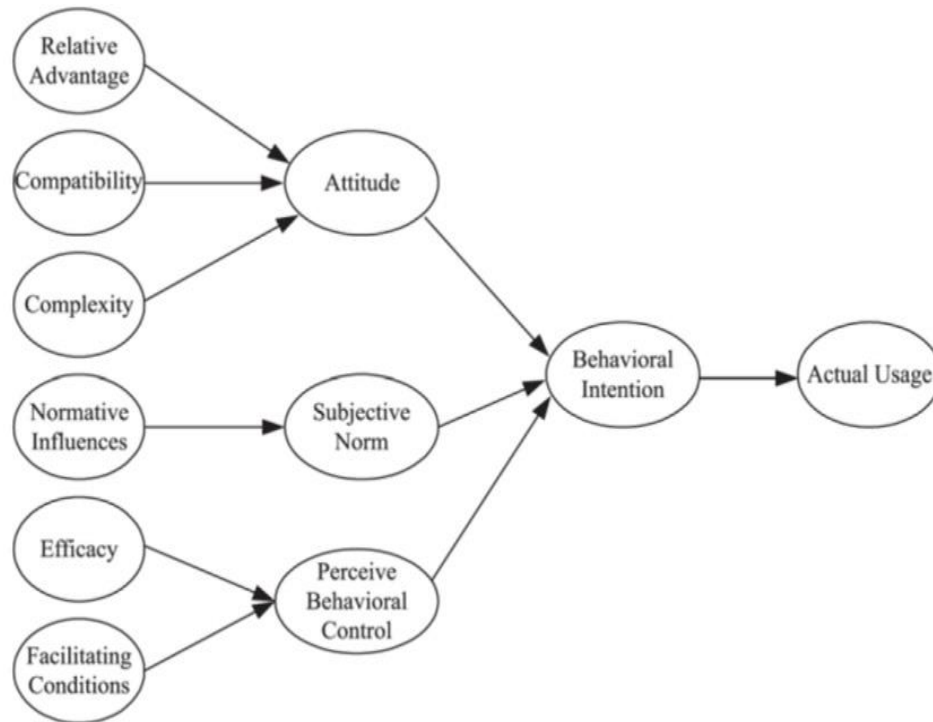 Relative
Advantage
Compatibility
Attitude
Complexity
Behavioral
Intention
Actual Usage
Normative
Influences
Subjective
Norm
Efficacy
Perceive
Behavioral
Control
Facilitating
Conditions